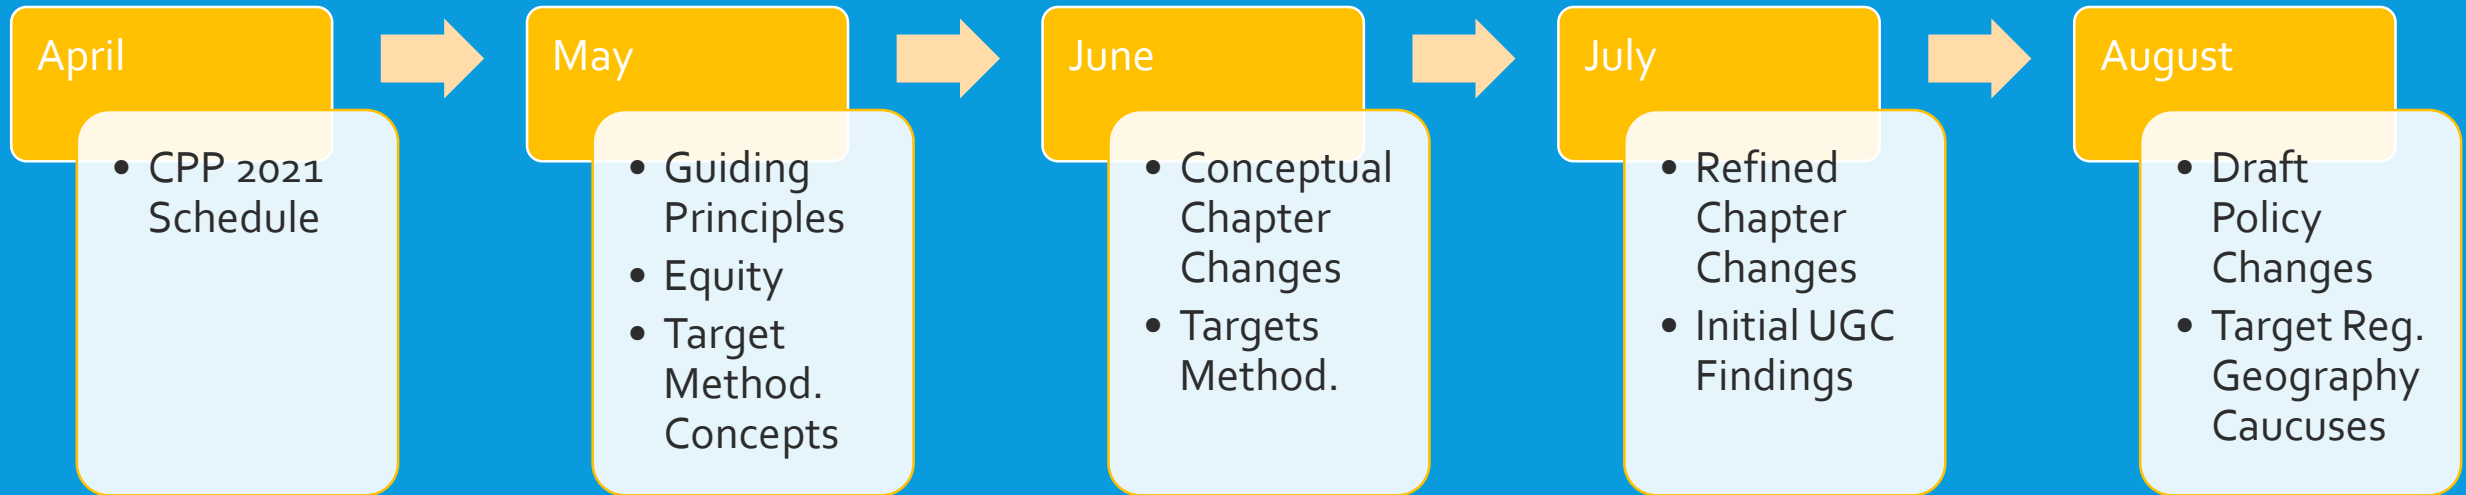 April
• CPP 2021
Schedule
May
• Guiding
Principles
• Equity
• Target
Method.
Concepts
June
• Conceptual
Chapter
Changes
• Targets
Method.
July
• Refined
Chapter
Changes
• Initial UGC
Findings
August
• Draft
Policy
Changes
• Target Reg.
Geography
Caucuses